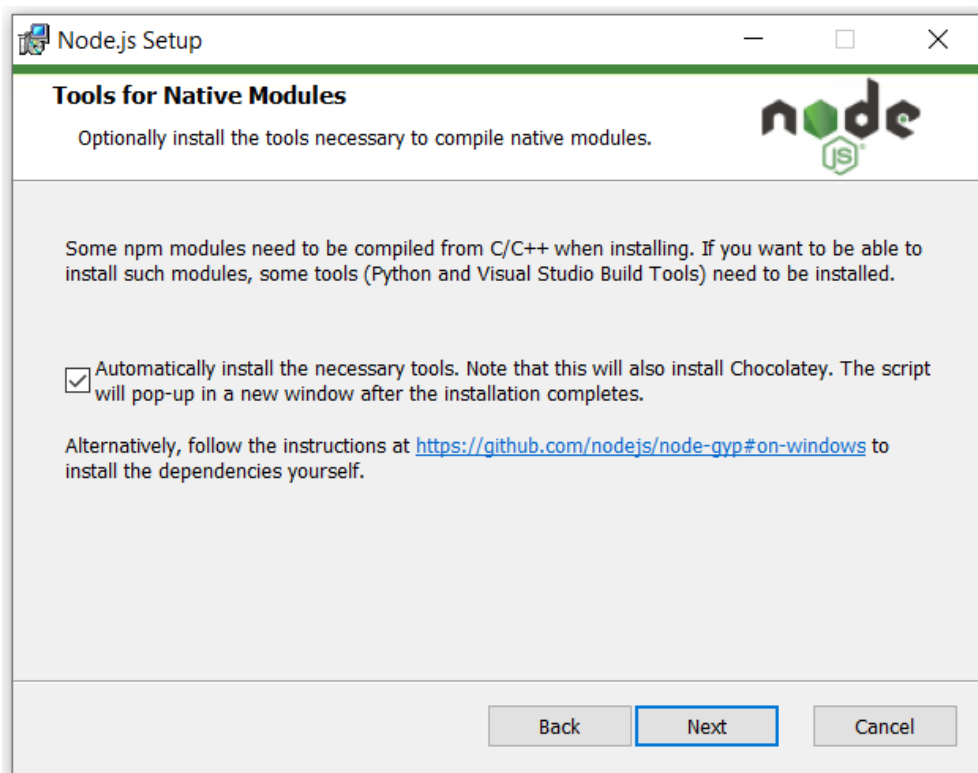 Node.js Setup
Tools for Native Modules
Optionally install the tools necessary to compile native modules.
node
JS
Some npm modules need to be compiled from C/C++ when installing. If you want to be able to
install such modules, some tools (Python and Visual Studio Build Tools) need to be installed.
Automatically install the necessary tools. Note that this will also install Chocolatey. The script
will pop-up in a new window after the installation completes.
Alternatively, follow the instructions at https://github.com/nodejs/node-gyp#on-windows to
install the dependencies yourself.
Back Next Cancel